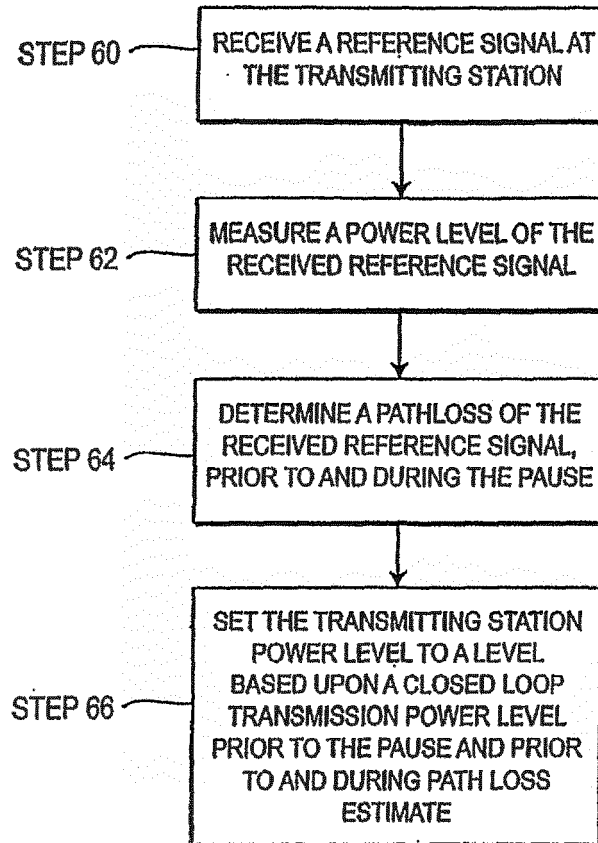 STEP 60
RECEIVE A REFERENCE SIGNAL AT
THE TRANSMITTING STATION
STEP 62
MEASURE A POWER LEVEL OF THE
RECEIVED REFERENCE SIGNAL
STEP 64
DETERMINE A PATHLOSS OF THE
RECEIVED REFERENCE SIGNAL,
PRIOR TO AND DURING THE PAUSE
STEP 66
SET THE TRANSMITTING STATION
POWER LEVEL TO A LEVEL
BASED UPON A CLOSED LOOP
TRANSMISSION POWER LEVEL
PRIOR TO THE PAUSE AND PRIOR
TO AND DURING PATH LOSS
ESTIMATE